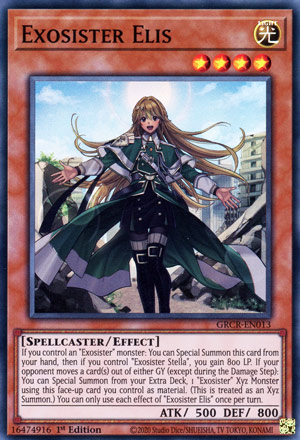 EXOSISTER ELIS
LIGHT
光
GRCR-EN013
[SPELLCASTER/EFFECT]
If you control an "Exosister" monster: You can Special Summon this card from
your hand, then if you control "Exosister Stella", you gain 800 LP. If your
opponent moves a card(s) out of either GY (except during the Damage Step):
You can Special Summon from your Extra Deck, 1 "Exosister" Xyz Monster
using this face-up card you control as material. (This is treated as an Xyz
Summon.) You can only use each effect of "Exosister Elis" once per turn.
ATK/ 500 DEF/ 800
16474916 1st Edition ©2020 Studio Dice/SHUEISHA, TV TOKYO, KONAMI